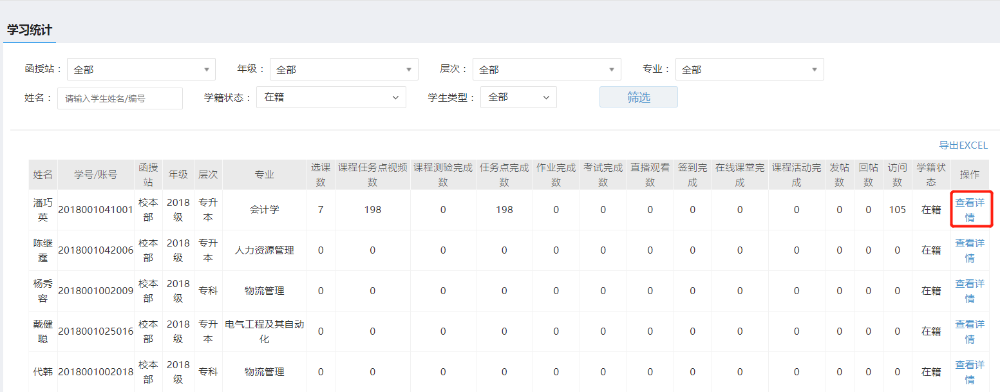 学习统计
函授站： 全部 年级： 全部 层次： 全部 专业： 全部
姓名： 请输入学生姓名/编号 学籍状态： 在籍 学生类型： 全部 筛选
导出EXCEL
姓名 学号/账号 函授站 年级 层次 专业 选课数 课程任务点视频数 课程测验完成数 任务点完成数 作业完成数 考试完成数 直播观看数 签到完成 在线课堂完成 课程活动完成 发帖数 回帖数 访问数 学籍状态 操作
潘巧英 2018001041001 校本部 2018级 专升本 会计学 7 198 0 198 0 0 0 0 0 0 0 0 105 在籍 查看详情
陈继霆 2018001042006 校本部 2018级 专升本 人力资源管理 0 0 0 0 0 0 0 0 0 0 0 0 0 在籍 查看详情
杨秀容 2018001002009 校本部 2018级 专科 物流管理 0 0 0 0 0 0 0 0 0 0 0 0 0 在籍 查看详情
戴健聪 2018001025016 校本部 2018级 专升本 电气工程及其自动化 0 0 0 0 0 0 0 0 0 0 0 0 0 在籍 查看详情
代韩 2018001002018 校本部 2018级 专科 物流管理 0 0 0 0 0 0 0 0 0 0 0 0 0 在籍 查看详情